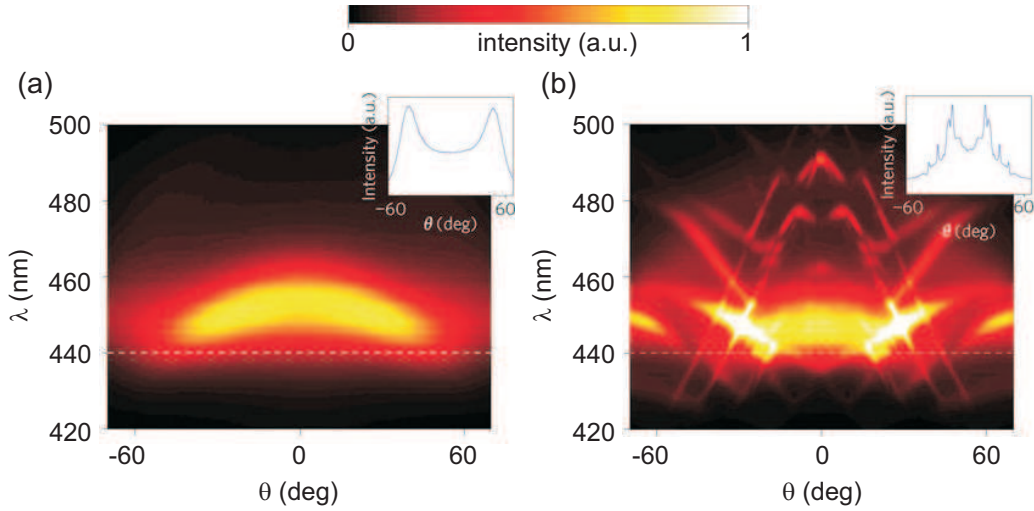 0 intensity (a.u.) 1
(a)
Intensity (a.u.)
-60 60
θ (deg)
500
480
460
440
420
λ (nm)
-60 0 60
θ (deg)
(b)
Intensity (a.u.)
-60 60
θ (deg)
500
480
460
440
420
λ (nm)
-60 0 60
θ (deg)